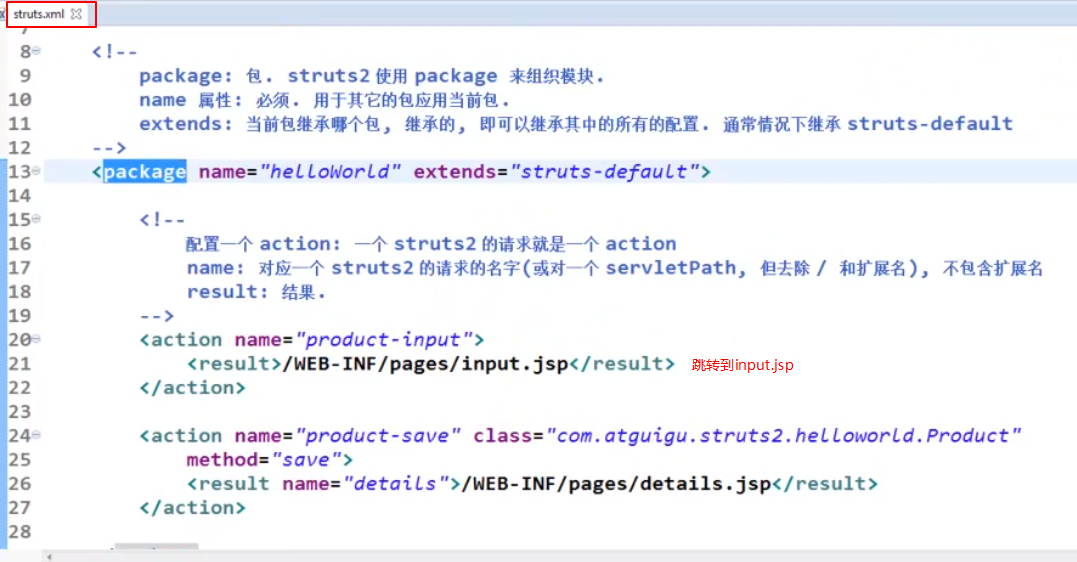 struts.xml
7
8 <!--
9 package: 包. struts2 使用 package 来组织模块.
10 name 属性: 必须. 用于其它的包应用当前包.
11 extends: 当前包继承哪个包, 继承的, 即可以继承其中的所有的配置. 通常情况下继承 struts-default
12 -->
13 <package name="helloWorld" extends="struts-default">
14
15 <!--
16 配置一个 action: 一个 struts2 的请求就是一个 action
17 name: 对应一个 struts2 的请求的名字(或对一个 servletPath, 但去除 / 和扩展名), 不包含扩展名
18 result: 结果.
19 -->
20 <action name="product-input">
21 <result>/WEB-INF/pages/input.jsp</result> 跳转到input.jsp
22 </action>
23
24 <action name="product-save" class="com.atguigu.struts2.helloworld.Product"
25 method="save">
26 <result name="details">/WEB-INF/pages/details.jsp</result>
27 </action>
28